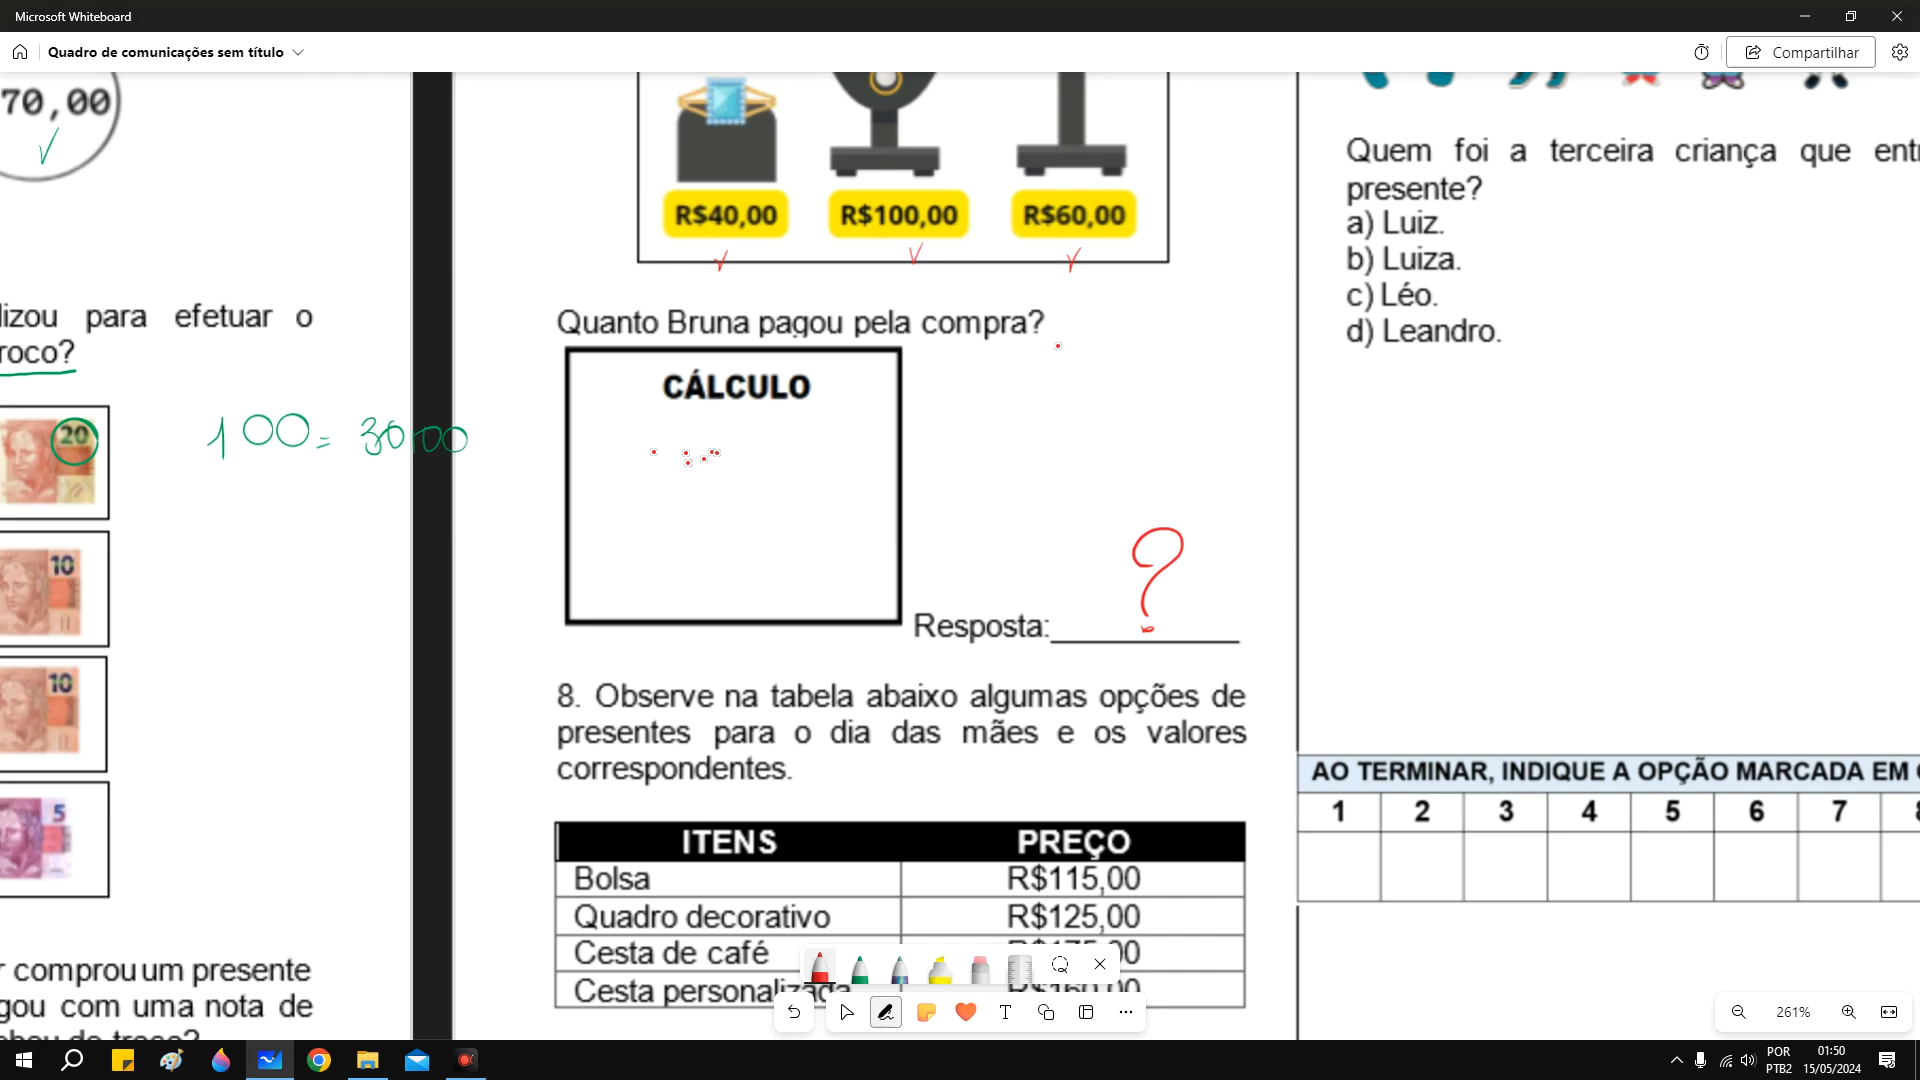 Microsoft Whiteboard
Quadro de comunicações sem título
Compartilhar
70,00
lizou para efetuar o
roco?
20
100 = 30,00
10
10
5
r comprou um presente
gou com uma nota de
R$40,00 R$100,00 R$60,00
Quanto Bruna pagou pela compra?
CÁLCULO
?
Resposta:
8. Observe na tabela abaixo algumas opções de
presentes para o dia das mães e os valores
correspondentes.
ITENS PREÇO
Bolsa R$115,00
Quadro decorativo R$125,00
Cesta de café R$175,00
Cesta personalizada R$160,00
Quem foi a terceira criança que ent
presente?
a) Luiz.
b) Luiza.
c) Léo.
d) Leandro.
AO TERMINAR, INDIQUE A OPÇÃO MARCADA EM
1 2 3 4 5 6 7
261%
POR
PTB2
01:50
15/05/2024